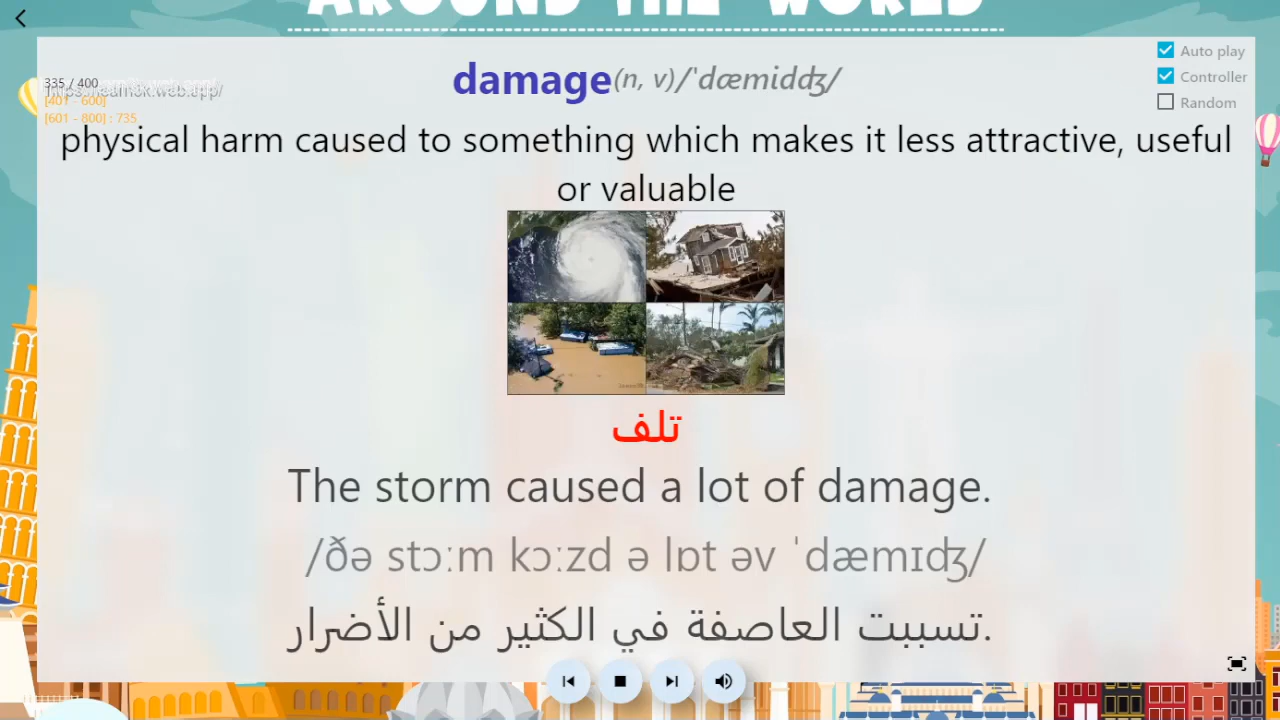 AROUND THE WORLD
Auto play
Controller
Random
335 / 400
[401 - 600]
[601 - 800] : 735,
damage(n, v)/ˈdæmidʤ/
physical harm caused to something which makes it less attractive, useful
or valuable
تلف
The storm caused a lot of damage.
/ðə stɔːm kɔːzd ə lɒt əv ˈdæmɪʤ/
تسببت العاصفة في الكثير من الأضرار.